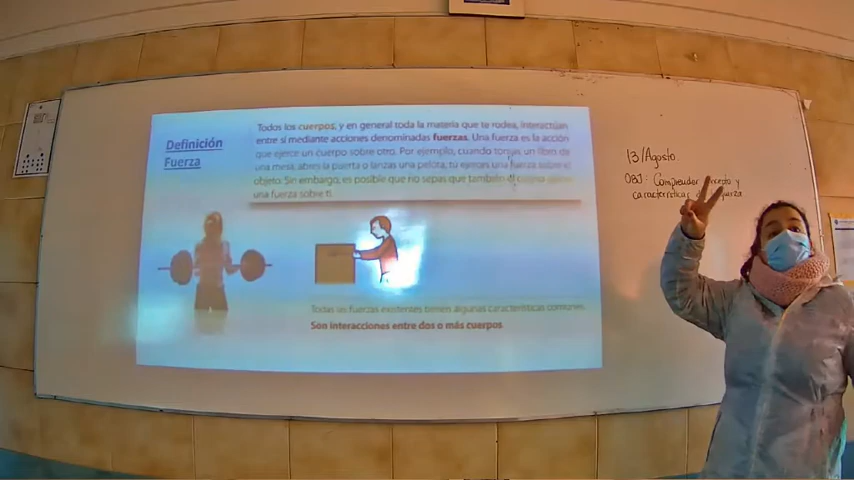 Definición
Fuerza
Todos los cuerpos, y en general toda la materia que te rodea, interactúan
entre sí mediante acciones denominadas fuerzas. Una fuerza es la acción
que ejerce un cuerpo sobre otro. Por ejemplo, cuando tomas un libro de
una mesa, abres la puerta o lanzas una pelota, tú ejerces una fuerza sobre el
objeto. Sin embargo, es posible que no sepas que también el cuerpo ejerce
una fuerza sobre ti.
Todas las fuerzas existentes tienen algunas características comunes.
Son interacciones entre dos o más cuerpos
13/Agosto
OBJ: Comprender y
características